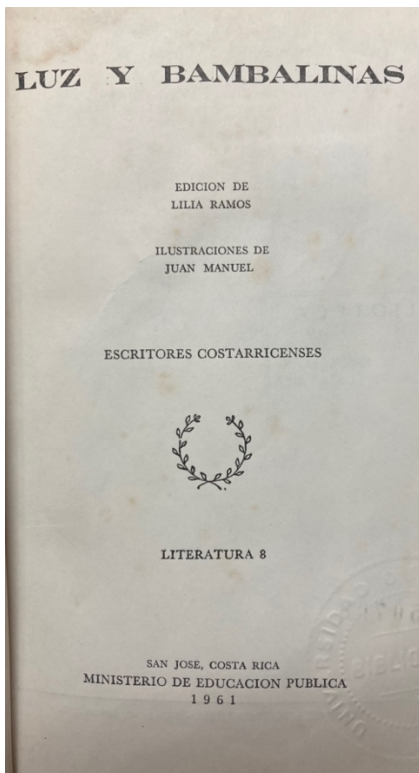 LUZ Y BAMBALINAS
EDICION DE
LILIA RAMOS
ILUSTRACIONES DE
JUAN MANUEL
ESCRITORES COSTARRICENSES
LITERATURA 8
SAN JOSE, COSTA RICA
MINISTERIO DE EDUCACION PUBLICA
1961